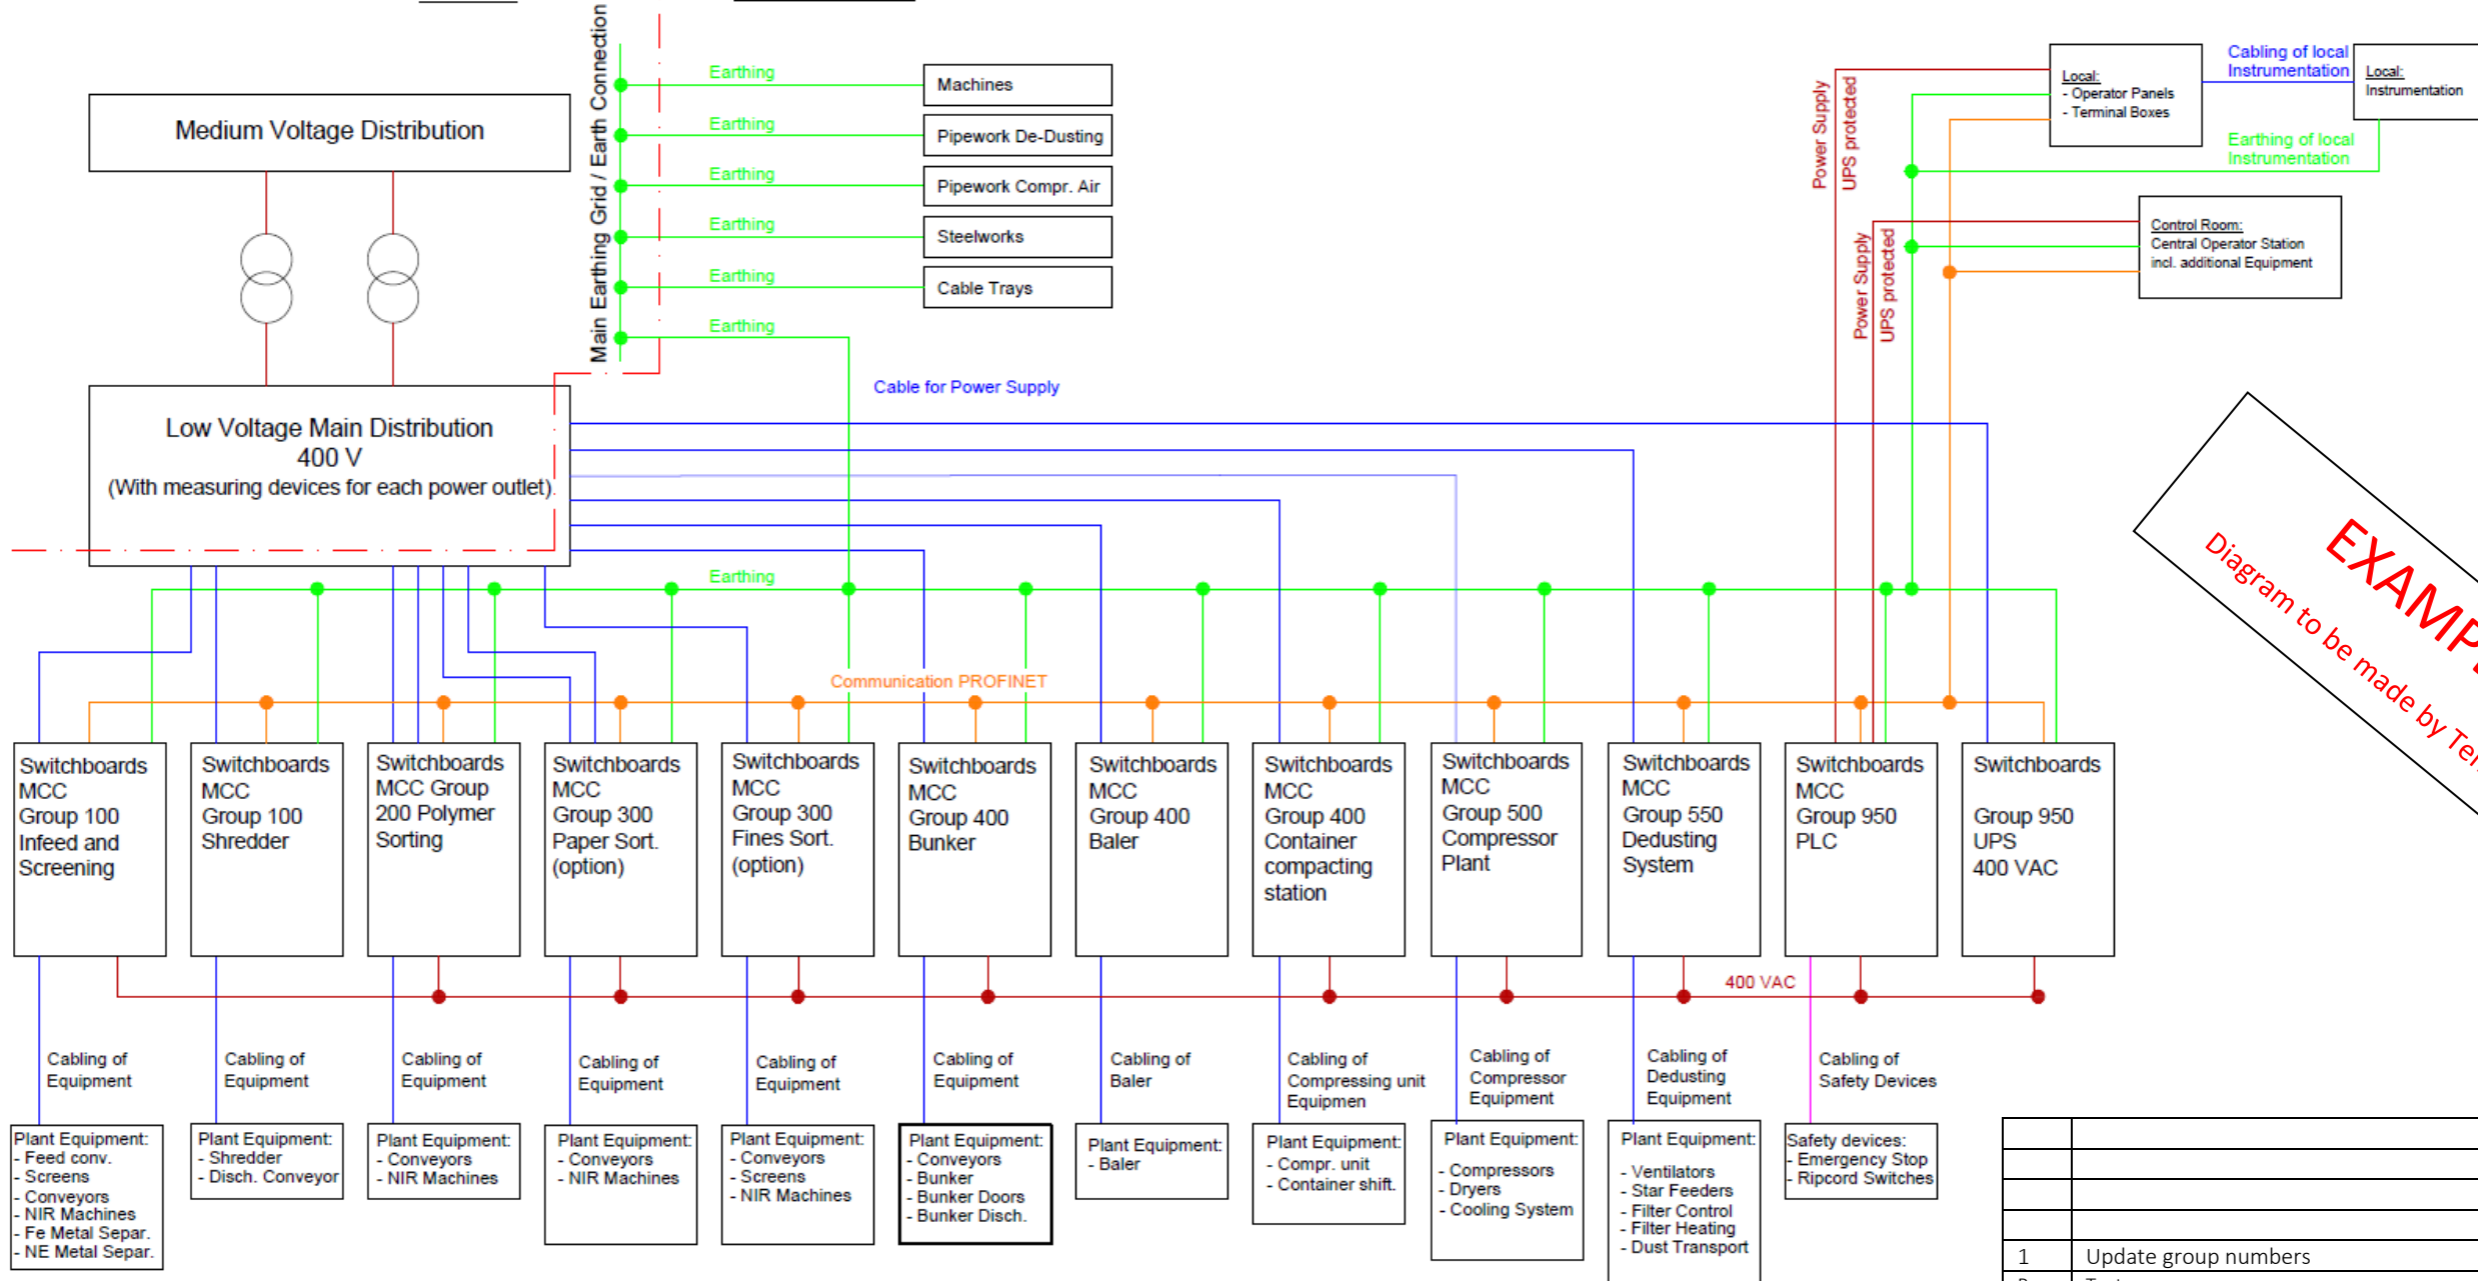 Main Earthing Grid / Earth Connection
Medium Voltage Distribution
Low Voltage Main Distribution
400 V
(With measuring devices for each power outlet).
Earthing
Machines
Earthing
Pipework De-Dusting
Earthing
Pipework Compr. Air
Earthing
Steelworks
Earthing
Cable Trays
Earthing
Cable for Power Supply
Power Supply
UPS protected
Power Supply
UPS protected
Local:
- Operator Panels
- Terminal Boxes
Cabling of local
Instrumentation
Local:
Instrumentation
Earthing of local
Instrumentation
Control Room:
Central Operator Station
incl. additional Equipment
Diagram to be made by
Earthing
Communication PROFINET
Switchboards
MCC
Group 100
Infeed and
Screening
Switchboards
MCC
Group 100
Shredder
Switchboards
MCC Group
200 Polymer
Sorting
Switchboards
MCC
Group 300
Paper Sort.
(option)
Switchboards
MCC
Group 300
Fines Sort.
(option)
Switchboards
MCC
Group 400
Bunker
Switchboards
MCC
Group 400
Baler
Switchboards
MCC
Group 400
Container
compacting
station
Switchboards
MCC
Group 500
Compressor
Plant
Switchboards
MCC
Group 550
Dedusting
System
Switchboards
MCC
Group 950
PLC
Switchboards
Group 950
UPS
400 VAC
400 VAC
Cabling of
Equipment
Cabling of
Equipment
Cabling of
Equipment
Cabling of
Equipment
Cabling of
Equipment
Cabling of
Equipment
Cabling of
Baler
Cabling of
Compressing unit
Equipmen
Cabling of
Compressor
Equipment
Cabling of
Dedusting
Equipment
Cabling of
Safety Devices
Plant Equipment:
- Feed conv.
- Screens
- Conveyors
- NIR Machines
- Fe Metal Separ.
- NE Metal Separ.
Plant Equipment:
- Shredder
- Disch. Conveyor
Plant Equipment:
- Conveyors
- NIR Machines
Plant Equipment:
- Conveyors
- NIR Machines
Plant Equipment:
- Conveyors
- Screens
- NIR Machines
Plant Equipment:
- Conveyors
- Bunker
- Bunker Doors
- Bunker Disch.
Plant Equipment:
- Baler
Plant Equipment:
- Compr. unit
- Container shift.
Plant Equipment:
- Compressors
- Dryers
- Cooling System
Plant Equipment:
- Ventilators
- Star Feeders
- Filter Control
- Filter Heating
- Dust Transport
Safety devices:
- Emergency Stop
- Ripcord Switches
1 Update group numbers